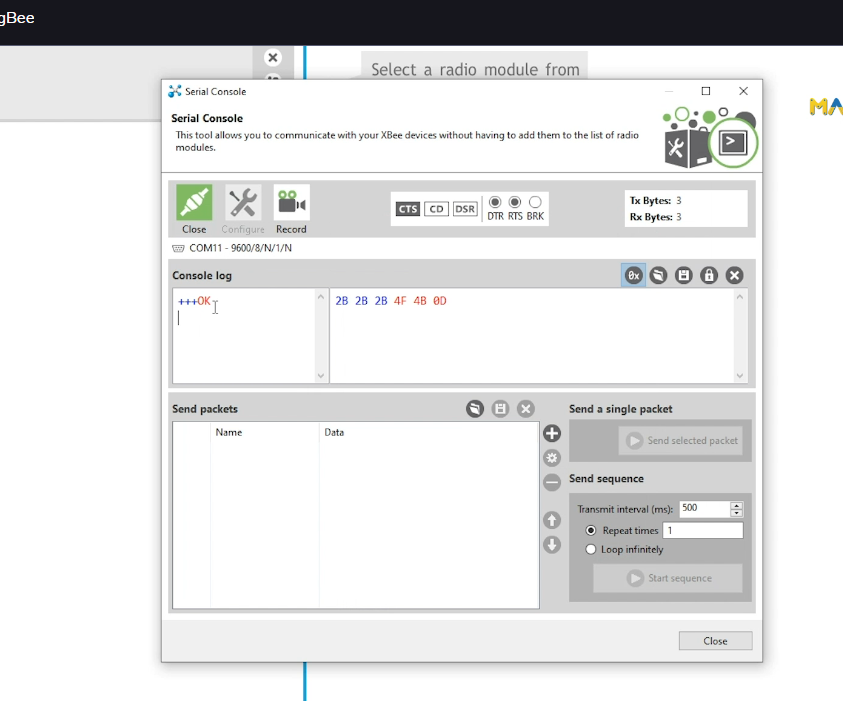 gBee
Select a radio module from
MA
Serial Console
Serial Console
This tool allows you to communicate with your XBee devices without having to add them to the list of radio
modules.
Close Configure Record
CTS CD DSR DTR RTS BRK
Tx Bytes: 3
Rx Bytes: 3
COM11 - 9600/8/N/1/N
Console log
0x
+++OK
2B 2B 2B 4F 4B 0D
Send packets
Name Data
Send a single packet
Send selected packet
Send sequence
Transmit interval (ms): 500
Repeat times 1
Loop infinitely
Start sequence
Close